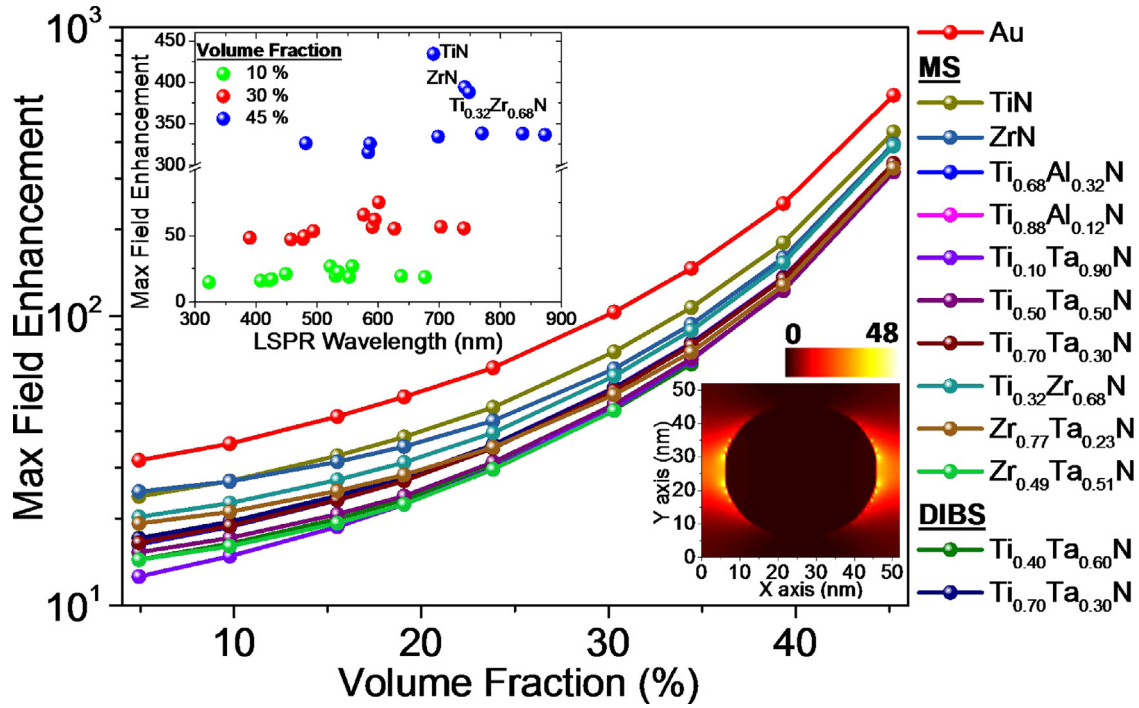 Max Field Enhancement
10³
10²
10¹
10
20
30
40
Volume Fraction (%)
Max Field Enhancement
450
425
400
375
350
325
300
50
25
0
300 400 500 600 700 800 900
LSPR Wavelength (nm)
Volume Fraction
10 %
30 %
45 %
TiN
ZrN
Ti₀.₃₂Zr₀.₆₈N
0 48
Y axis (nm)
50
40
30
20
10
0
0 10 20 30 40 50
X axis (nm)
Au
MS
TiN
ZrN
Ti₀.₆₈Al₀.₃₂N
Ti₀.₈₈Al₀.₁₂N
Ti₀.₁₀Ta₀.₉₀N
Ti₀.₅₀Ta₀.₅₀N
Ti₀.₇₀Ta₀.₃₀N
Ti₀.₃₂Zr₀.₆₈N
Zr₀.₇₇Ta₀.₂₃N
Zr₀.₄₉Ta₀.₅₁N
DIBS
Ti₀.₄₀Ta₀.₆₀N
Ti₀.₇₀Ta₀.₃₀N